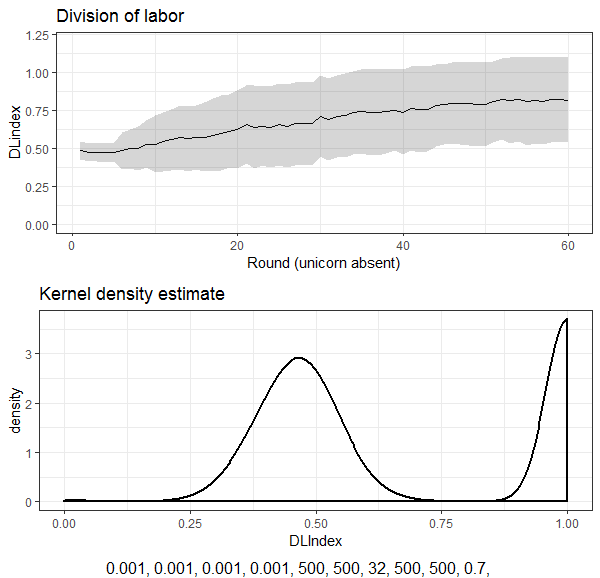 Division of labor
1.25
1.00
0.75
0.50
0.25
0.00
DLindex
0 20 40 60
Round (unicorn absent)
Kernel density estimate
3
2
1
0
density
0.00 0.25 0.50 0.75 1.00
DLIndex
0.001, 0.001, 0.001, 0.001, 500, 500, 32, 500, 500, 0.7,